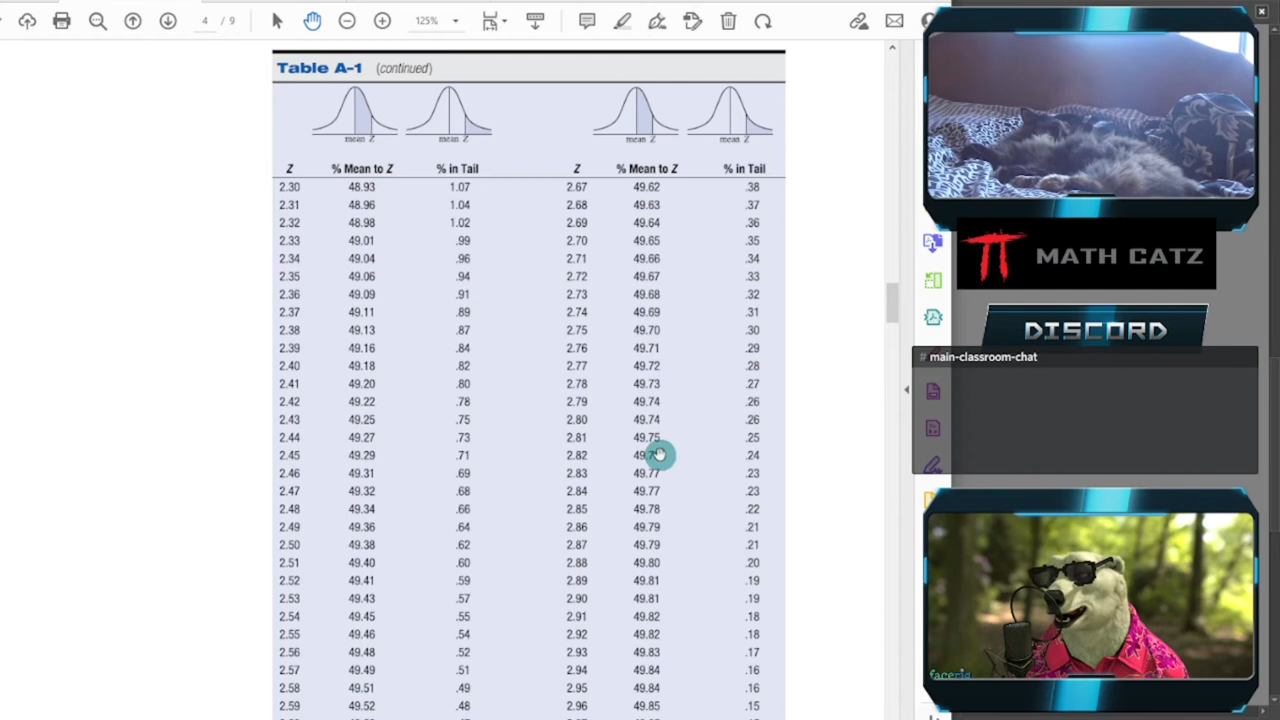 4 / 9
125%
Table A-1 (continued)
mean Z mean Z mean Z mean Z
Z % Mean to Z % in Tail Z % Mean to Z % in Tail
2.30 48.93 1.07 2.67 49.62 .38
2.31 48.96 1.04 2.68 49.63 .37
2.32 48.98 1.02 2.69 49.64 .36
2.33 49.01 .99 2.70 49.65 .35
2.34 49.04 .96 2.71 49.66 .34
2.35 49.06 .94 2.72 49.67 .33
2.36 49.09 .91 2.73 49.68 .32
2.37 49.11 .89 2.74 49.69 .31
2.38 49.13 .87 2.75 49.70 .30
2.39 49.16 .84 2.76 49.71 .29
2.40 49.18 .82 2.77 49.72 .28
2.41 49.20 .80 2.78 49.73 .27
2.42 49.22 .78 2.79 49.74 .26
2.43 49.25 .75 2.80 49.74 .26
2.44 49.27 .73 2.81 49.75 .25
2.45 49.29 .71 2.82 .24
2.46 49.31 .69 2.83 49.77 .23
2.47 49.32 .68 2.84 49.77 .23
2.48 49.34 .66 2.85 49.78 .22
2.49 49.36 .64 2.86 49.79 .21
2.50 49.38 .62 2.87 49.79 .21
2.51 49.40 .60 2.88 49.80 .20
2.52 49.41 .59 2.89 49.81 .19
2.53 49.43 .57 2.90 49.81 .19
2.54 49.45 .55 2.91 49.82 .18
2.55 49.46 .54 2.92 49.82 .18
2.56 49.48 .52 2.93 49.83 .17
2.57 49.49 .51 2.94 49.84 .16
2.58 49.51 .49 2.95 49.84 .16
2.59 49.52 .48 2.96 49.85 .15
π MATH CATZ
DISCORD
# main-classroom-chat
facerig